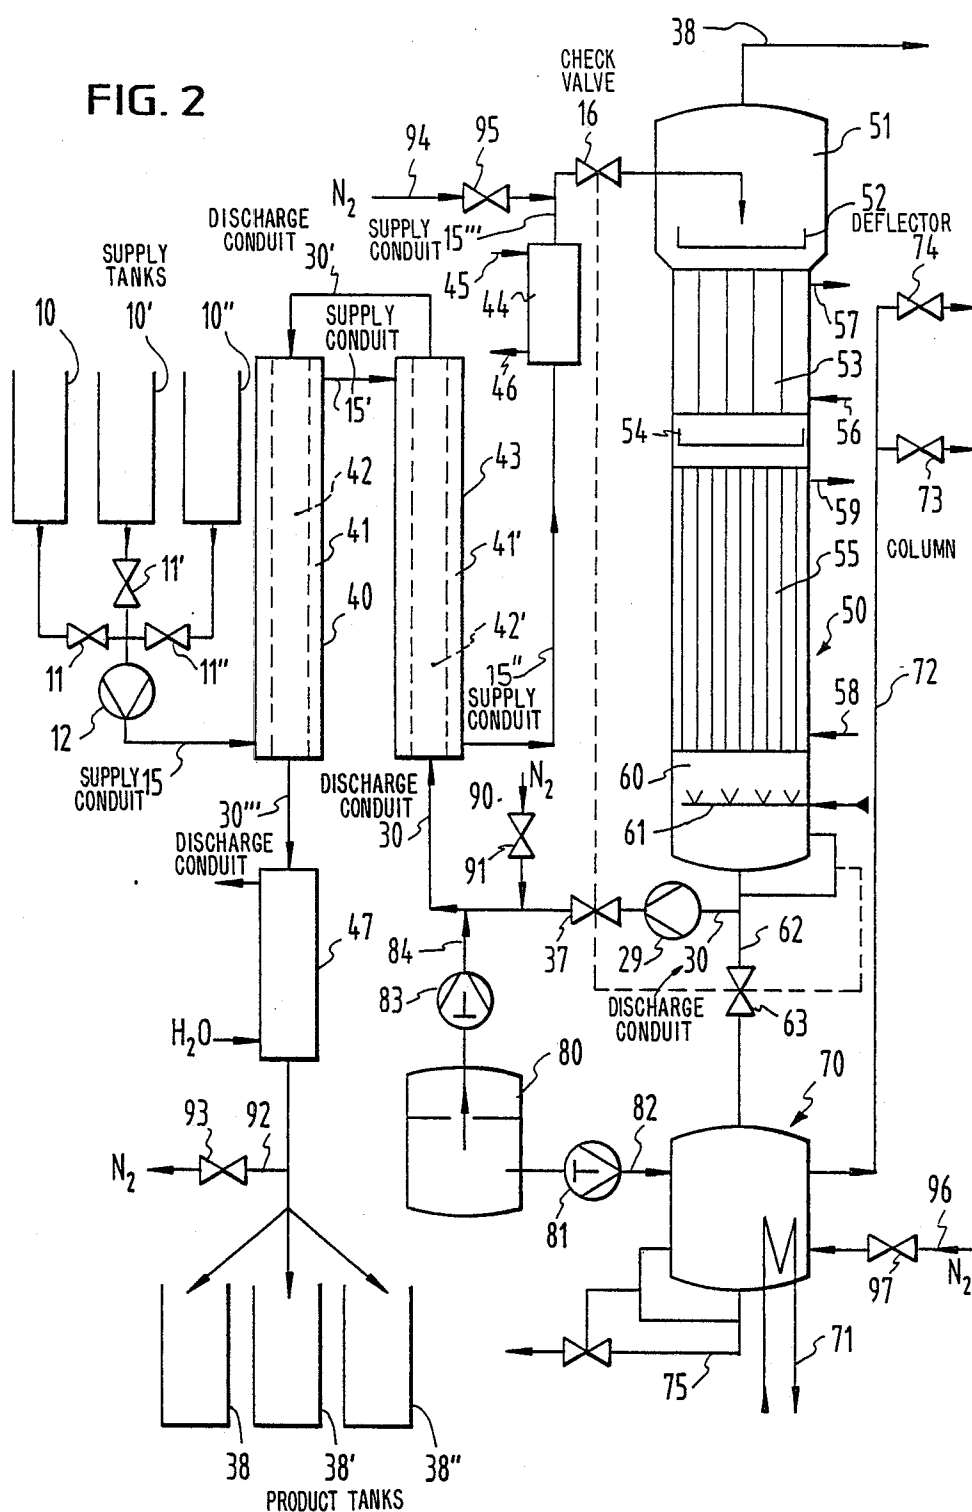 FIG. 2
38
CHECK
VALVE
16
51
94
95
N2
52
DEFLECTOR
74
DISCHARGE
CONDUIT
30'
SUPPLY
CONDUIT
15'''
SUPPLY
TANKS
10
10'
10"
45
44
46
SUPPLY
CONDUIT
15'
57
53
56
54
73
59
42
43
41
41'
55
COLUMN
11'
40
50
42'
11
11"
15"
72
12
SUPPLY
CONDUIT
58
SUPPLY
CONDUIT
15
60
N2
DISCHARGE
CONDUIT
30
90
61
30'''
DISCHARGE
CONDUIT
91
47
84
37
29
30
62
83
DISCHARGE
CONDUIT
63
H2O
80
70
93
92
82
N2
81
96
97
N2
71
75
38
38'
38"
PRODUCT TANKS